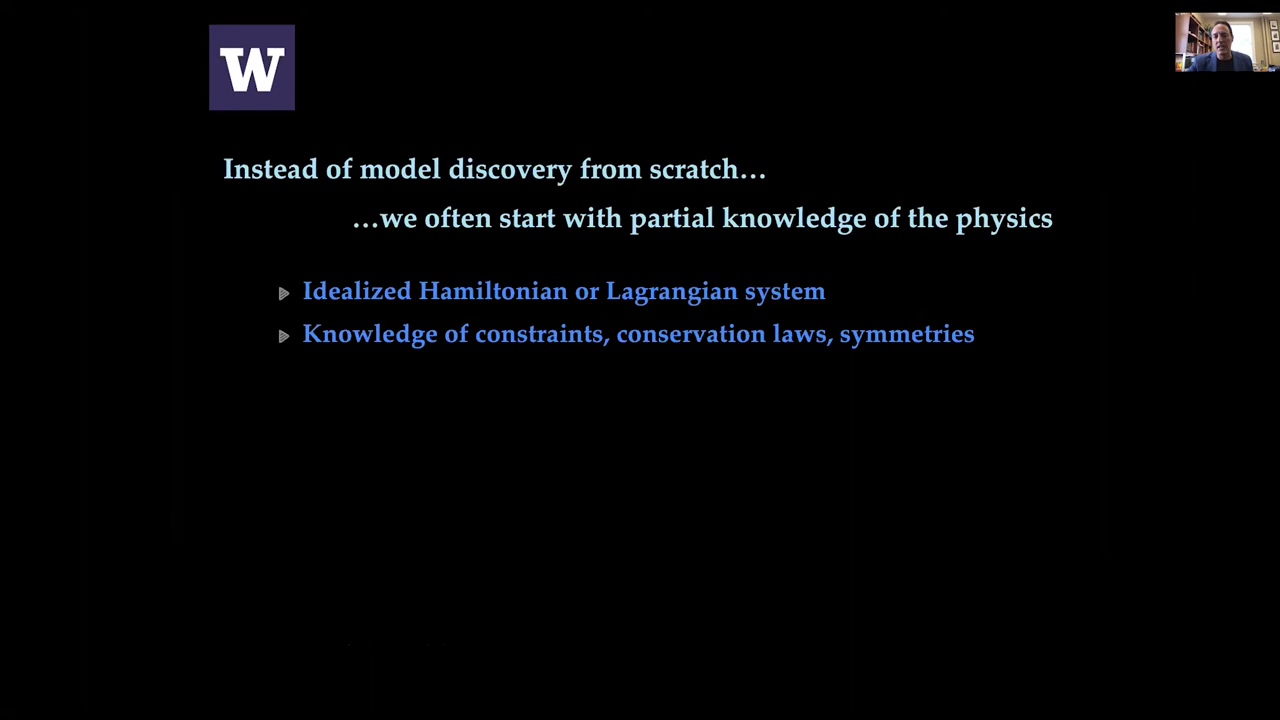 W
Instead of model discovery from scratch…
…we often start with partial knowledge of the physics
Idealized Hamiltonian or Lagrangian system
Knowledge of constraints, conservation laws, symmetries